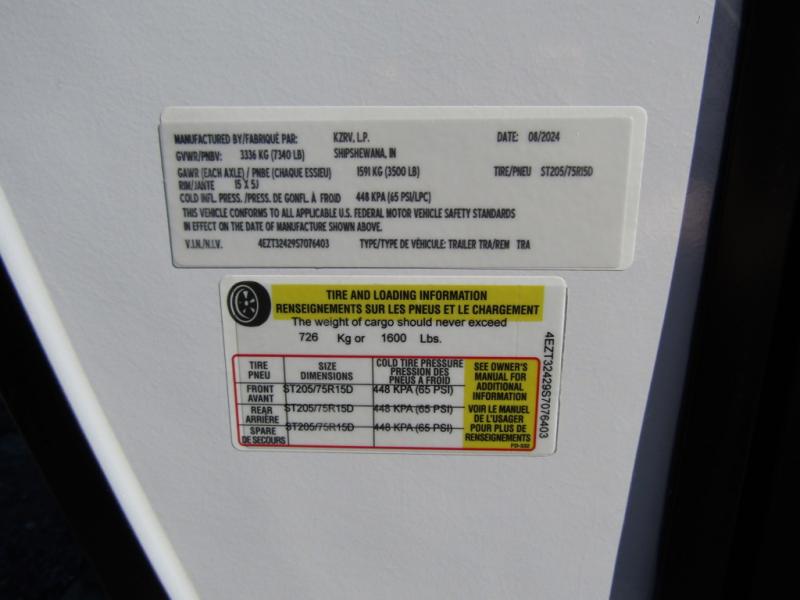 MANUFACTURED BY/FABRIQUÉ PAR: KZRV, L.P. DATE: 08/2024
GVWR/PNBV: 3336 KG (7340 LB) SHIPSHEWANA, IN
GAWR (EACH AXLE) / PNBE (CHAQUE ESSIEU) 1591 KG (3500 LB) TIRE/PNEU ST205/75R15D
RIM/JANTE 15 X 5J
COLD INFL. PRESS. /PRESS. DE GONFL. À FROID 448 KPA (65 PSI/LPC)
THIS VEHICLE CONFORMS TO ALL APPLICABLE U.S. FEDERAL MOTOR VEHICLE SAFETY STANDARDS
IN EFFECT ON THE DATE OF MANUFACTURE SHOWN ABOVE.
V.I.N./N.I.V. 4EZT32429S7076403 TYPE/TYPE DE VÉHICULE: TRAILER TRA/REM TRA
TIRE AND LOADING INFORMATION
RENSEIGNEMENTS SUR LES PNEUS ET LE CHARGEMENT
The weight of cargo should never exceed
726 Kg or 1600 Lbs.
TIRE
PNEU
SIZE
DIMENSIONS
COLD TIRE PRESSURE
PRESSION DES
PNEUS A FROID
FRONT
AVANT
ST205/75R15D
448 KPA (65 PSI)
REAR
ARRIÈRE
ST205/75R15D
448 KPA (65 PSI)
SPARE
DE SECOURS
ST205/75R15D
448 KPA (65 PSI)
SEE OWNER'S
MANUAL FOR
ADDITIONAL
INFORMATION
VOIR LE MANUEL
DE L'USAGER
POUR PLUS DE
RENSEIGNEMENTS
PD-532
4EZT32429S7076403